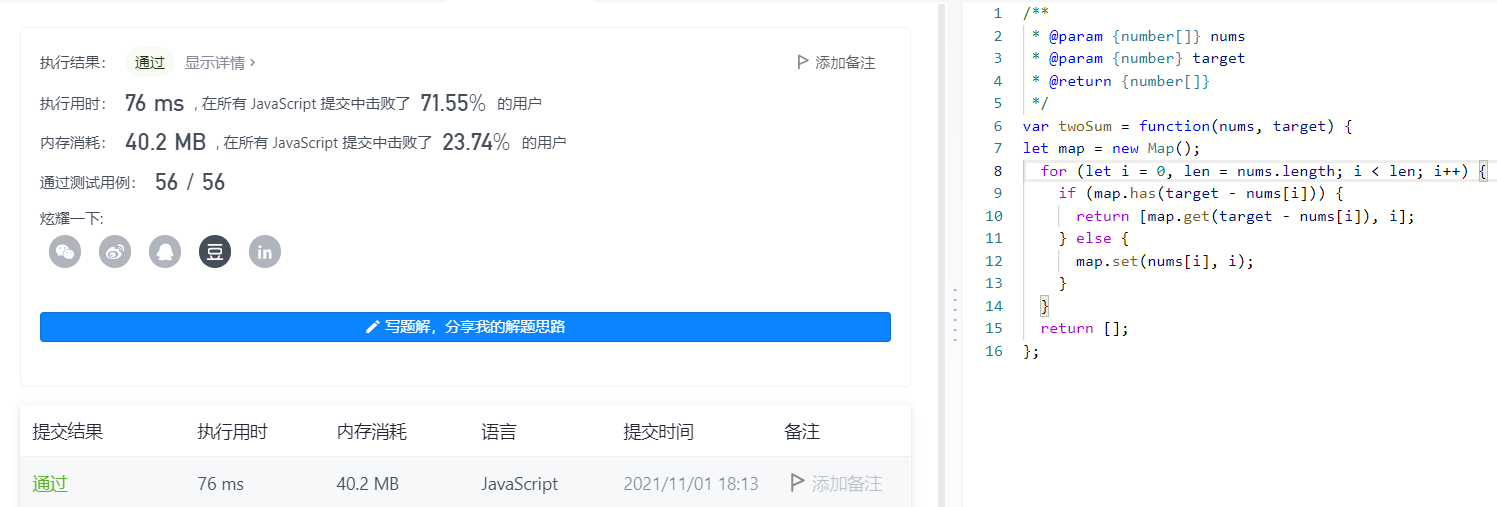 执行结果： 通过 显示详情 › 添加备注
执行用时： 76 ms , 在所有 JavaScript 提交中击败了 71.55% 的用户
内存消耗： 40.2 MB , 在所有 JavaScript 提交中击败了 23.74% 的用户
通过测试用例： 56 / 56
炫耀一下:
豆
in
写题解，分享我的解题思路
提交结果 执行用时 内存消耗 语言 提交时间 备注
通过 76 ms 40.2 MB JavaScript 2021/11/01 18:13 添加备注
1 /**
2 * @param {number[]} nums
3 * @param {number} target
4 * @return {number[]}
5 */
6 var twoSum = function(nums, target) {
7 let map = new Map();
8 for (let i = 0, len = nums.length; i < len; i++) {
9 if (map.has(target - nums[i])) {
10 return [map.get(target - nums[i]), i];
11 } else {
12 map.set(nums[i], i);
13 }
14 }
15 return [];
16 };